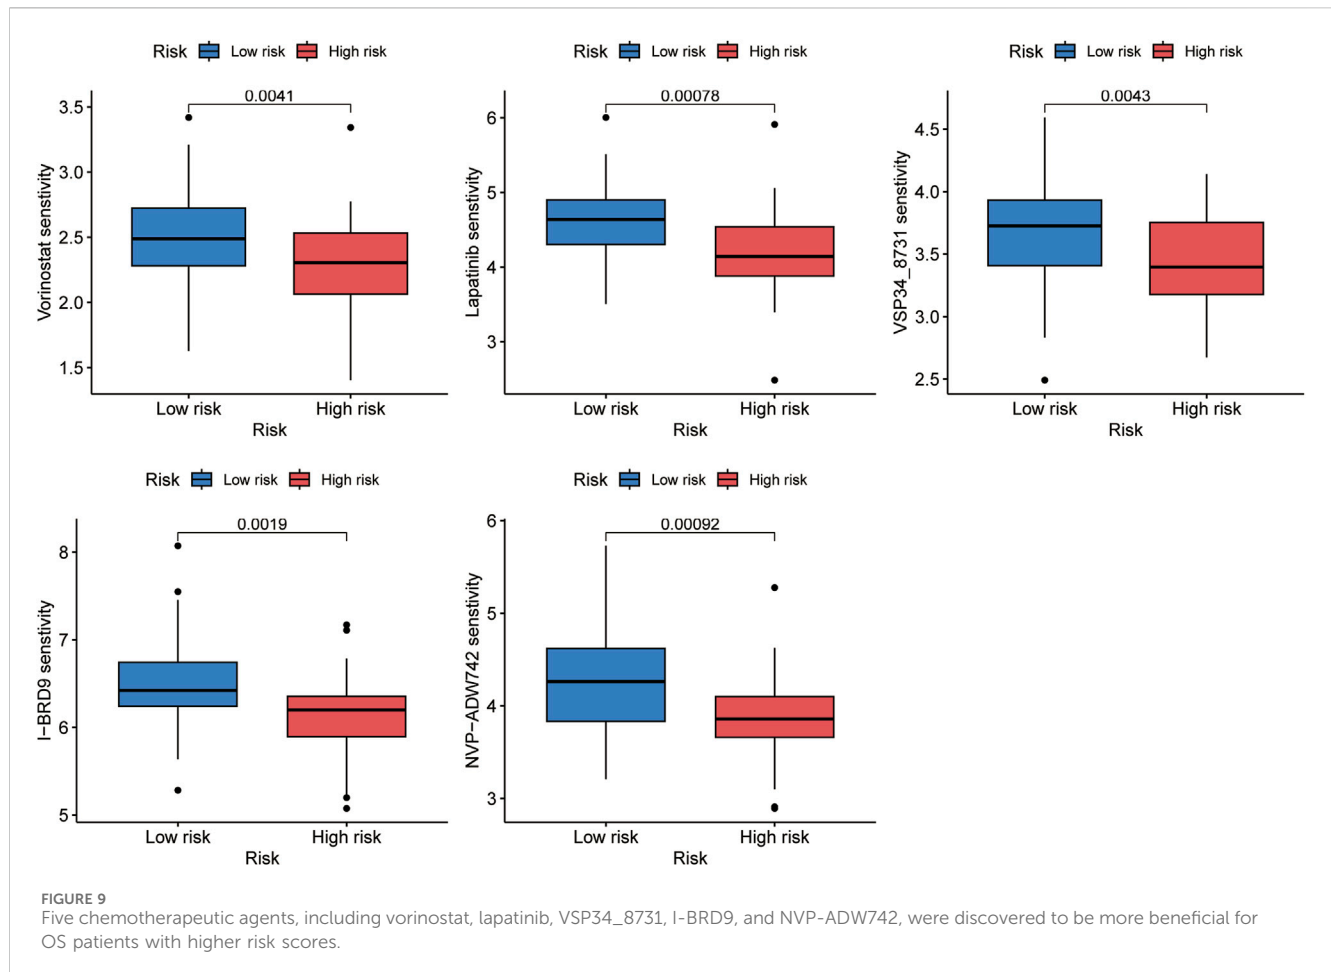 Risk Low risk High risk
Vorinostat senstivity
3.5
3.0
2.5
2.0
1.5
0.0041
Low risk High risk
Risk
Risk Low risk High risk
Lapatinib senstivity
6
5
4
3
0.00078
Low risk High risk
Risk
Risk Low risk High risk
VSP34_8731 senstivity
4.5
4.0
3.5
3.0
2.5
0.0043
Low risk High risk
Risk
Risk Low risk High risk
I-BRD9 senstivity
8
7
6
5
0.0019
Low risk High risk
Risk
Risk Low risk High risk
NVP-ADW742 senstivity
6
5
4
3
0.00092
Low risk High risk
Risk
FIGURE 9
Five chemotherapeutic agents, including vorinostat, lapatinib, VSP34_8731, I-BRD9, and NVP-ADW742, were discovered to be more beneficial for
OS patients with higher risk scores.